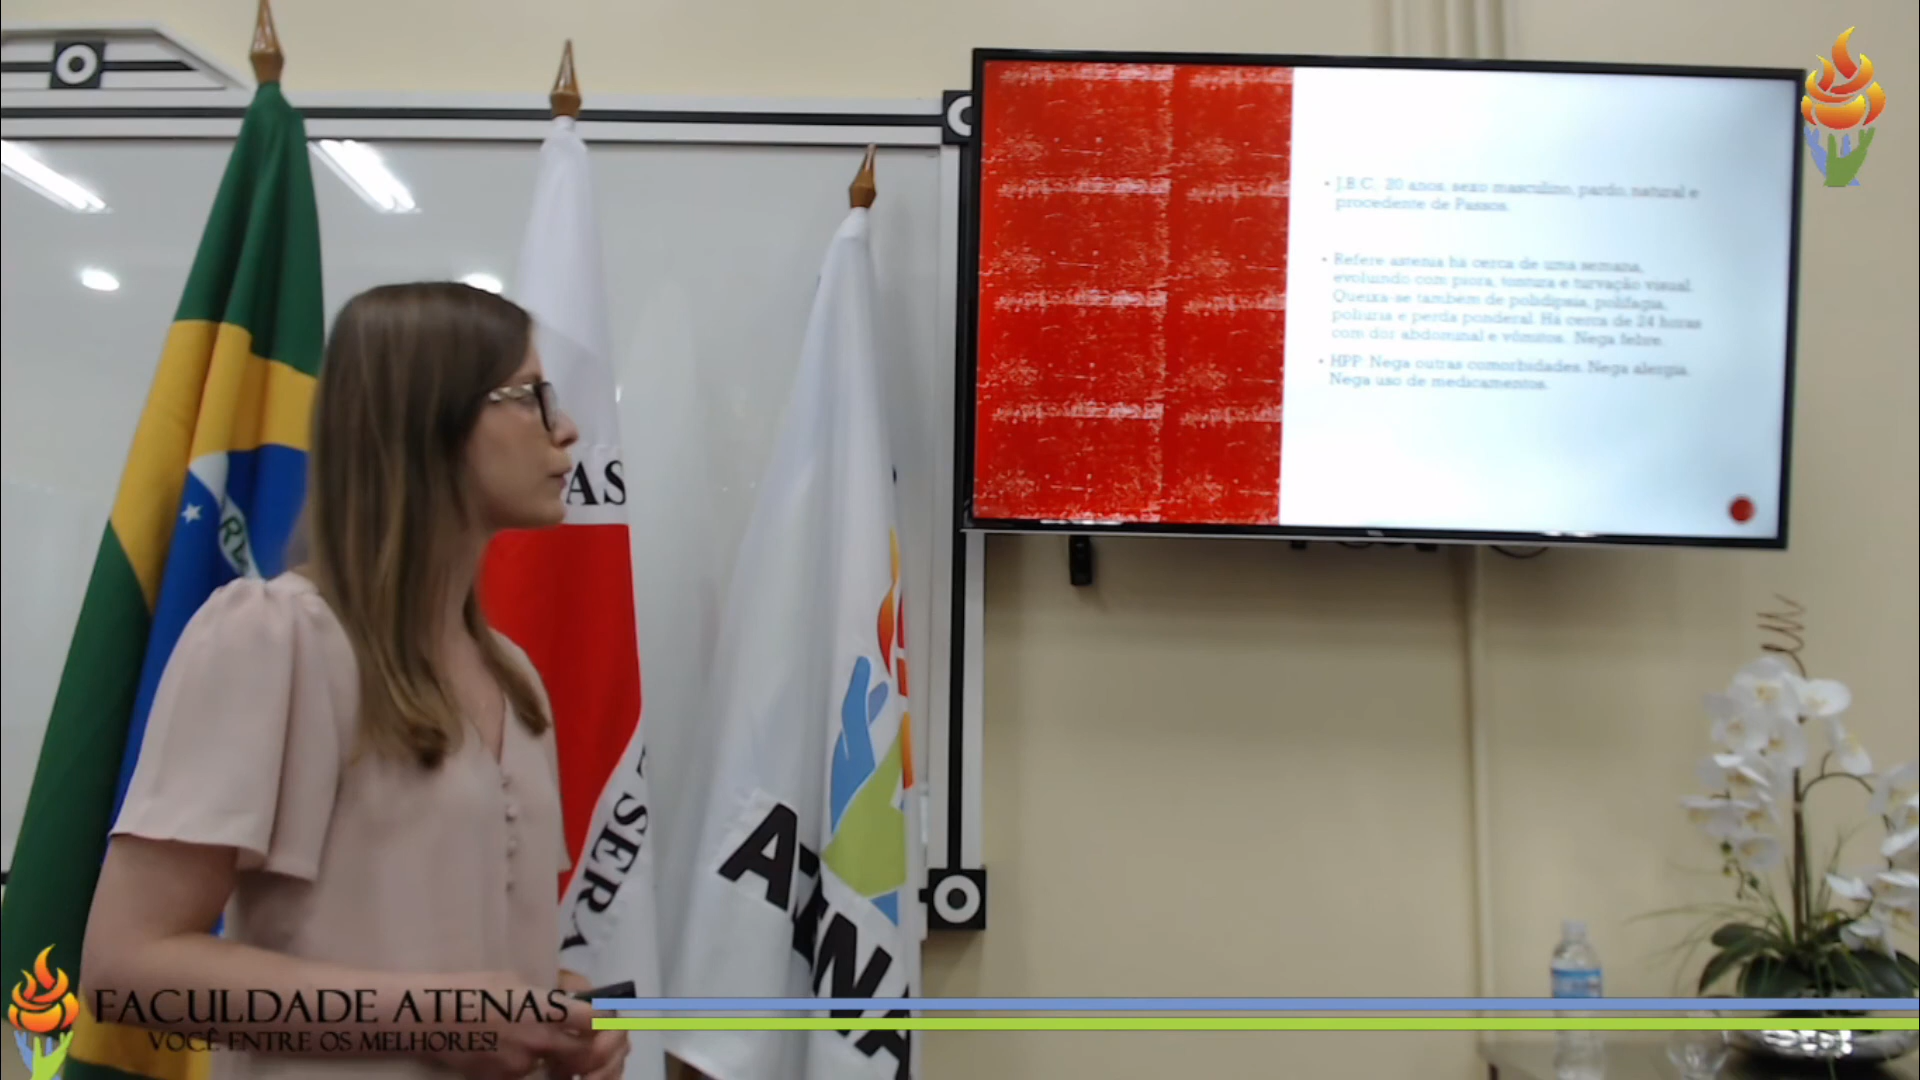 • J.B.C. 20 anos, sexo masculino, pardo, natural e
procedente de Passos.
• Refere astenia há cerca de uma semana,
evoluindo com piora, tontura e turvação visual.
Queixa-se também de polidipsia, polifagia,
poliúria e perda ponderal. Há cerca de 24 horas
com dor abdominal e vômitos. Nega febre.
• HPP: Nega outras comorbidades. Nega alergia.
Nega uso de medicamentos.
AS
SERA
ATENA
FACULDADE ATENAS
VOCÊ ENTRE OS MELHORES!